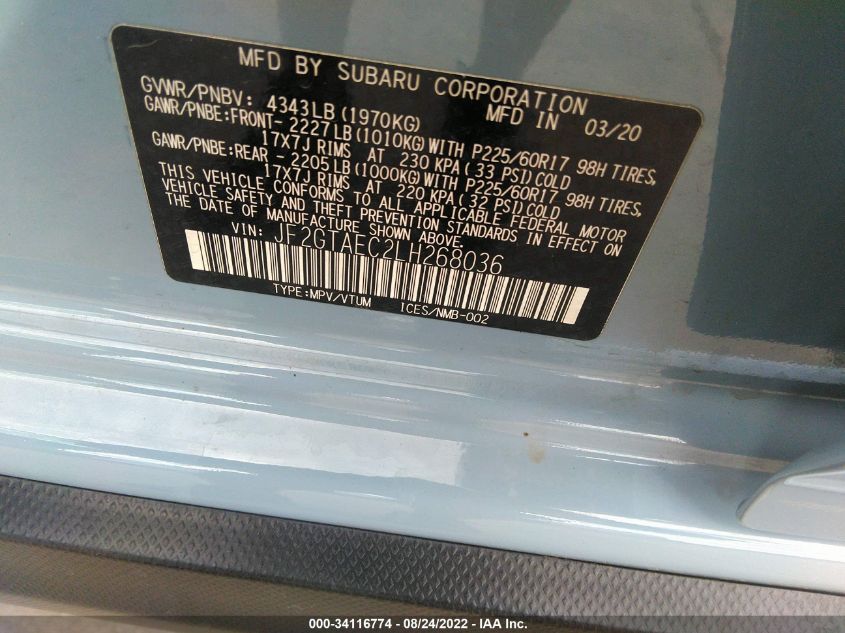 MFD BY SUBARU CORPORATION
GVWR/PNBV: 4343LB (1970KG) MFD IN 03/20
GAWR/PNBE:FRONT- 2227LB (1010KG) WITH P225/60R17 98H TIRES,
17X7J RIMS AT 230 KPA ( 33 PSI) COLD
GAWR/PNBE:REAR - 2205LB (1000KG) WITH P225/60R17 98H TIRES,
17X7J RIMS AT 220 KPA ( 32 PSI) COLD
THIS VEHICLE CONFORMS TO ALL APPLICABLE FEDERAL MOTOR
VEHICLE SAFETY AND THEFT PREVENTION STANDARDS IN EFFECT ON
THE DATE OF MANUFACTURE SHOWN ABOVE.
VIN: JF2GTAEC2LH268036
TYPE:MPV/VTUM ICES/NMB-002
000-34116774 - 08/24/2022 - IAA Inc.